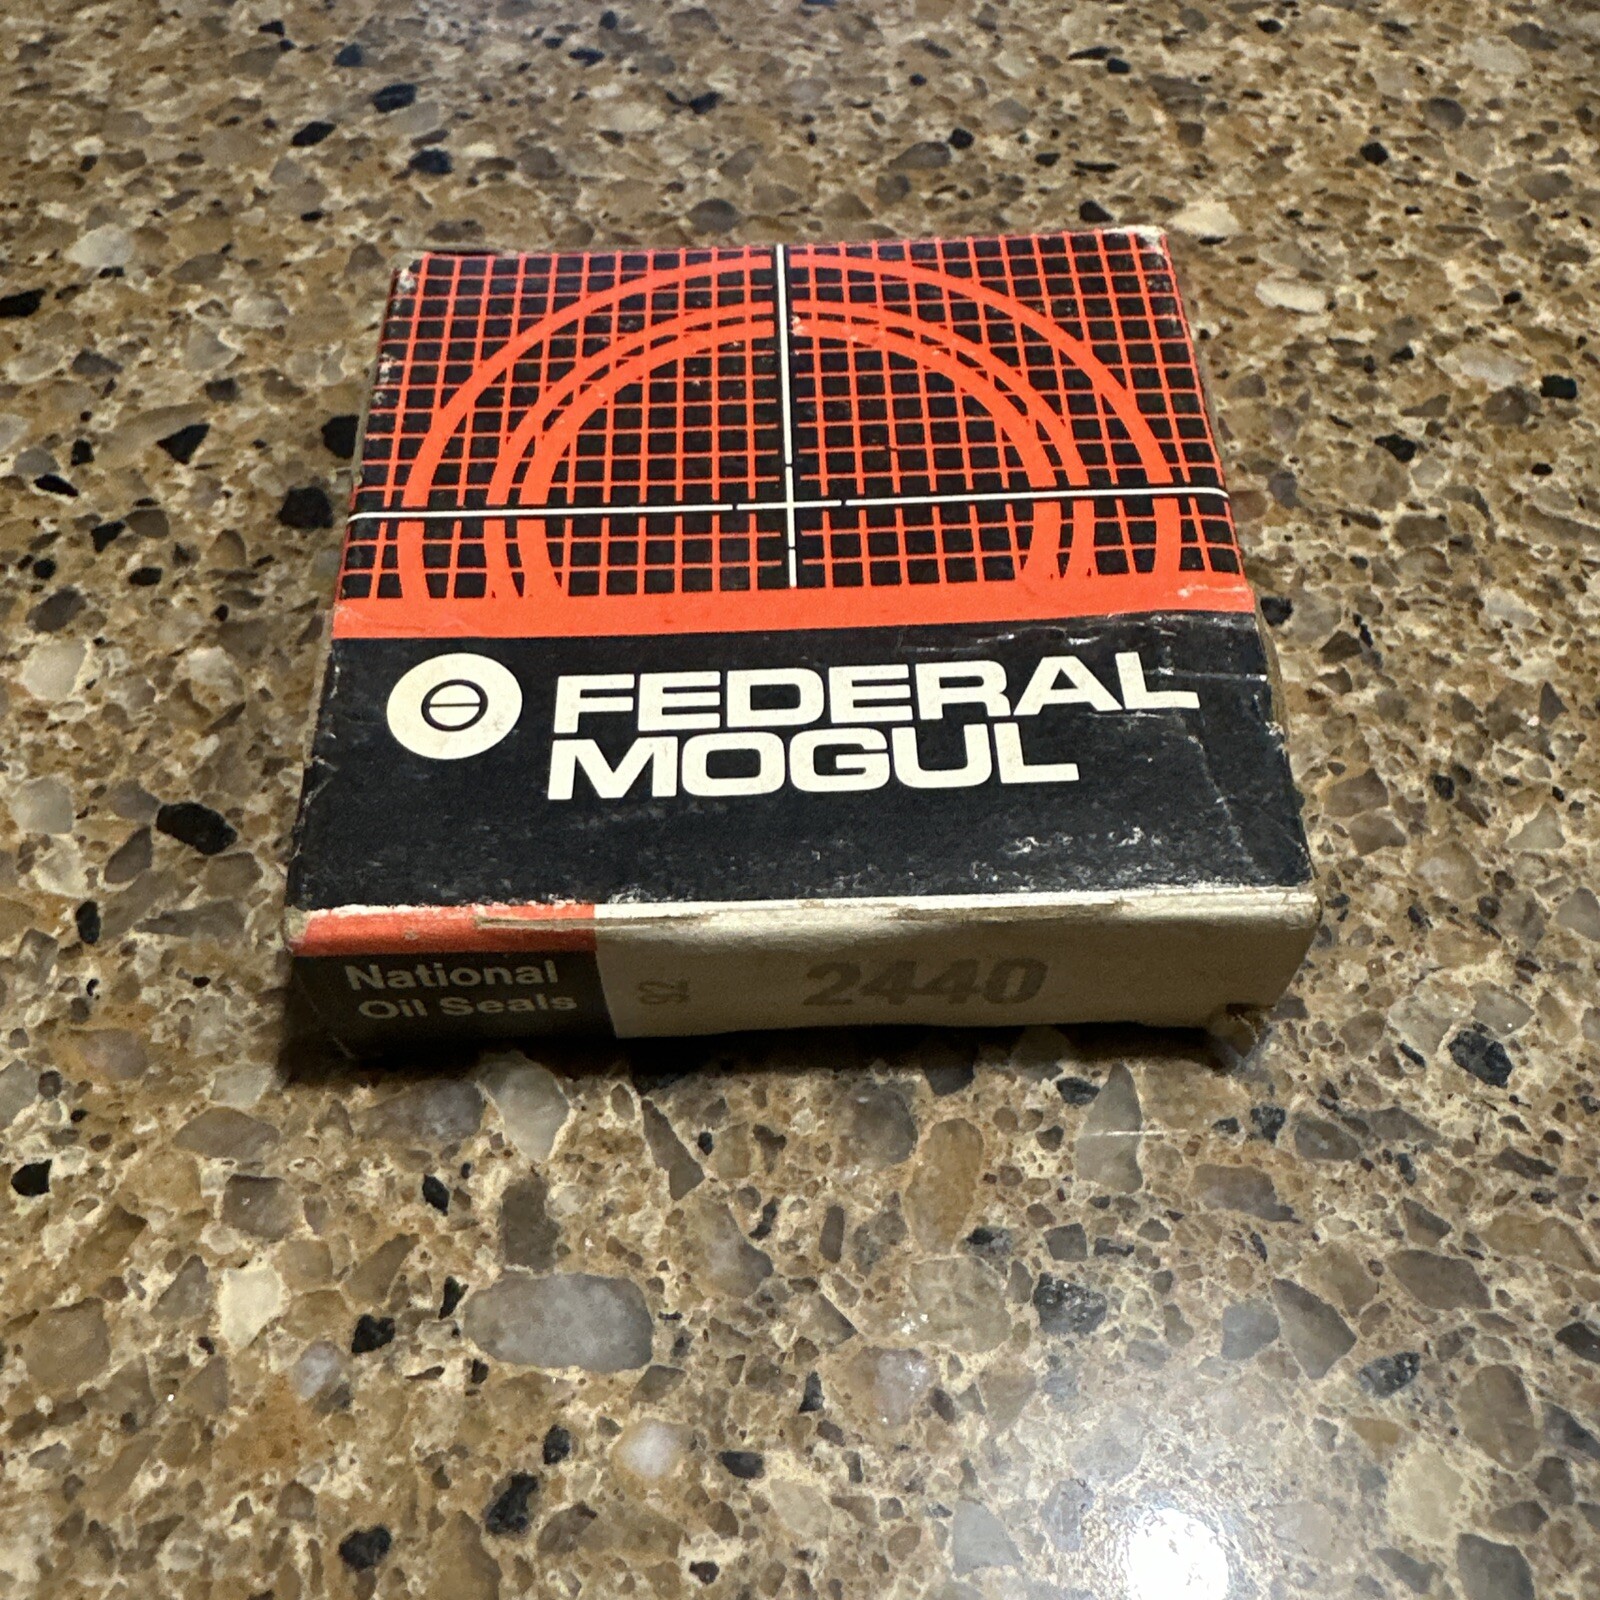 FEDERAL
MOGUL
National
Oil Seals
2440